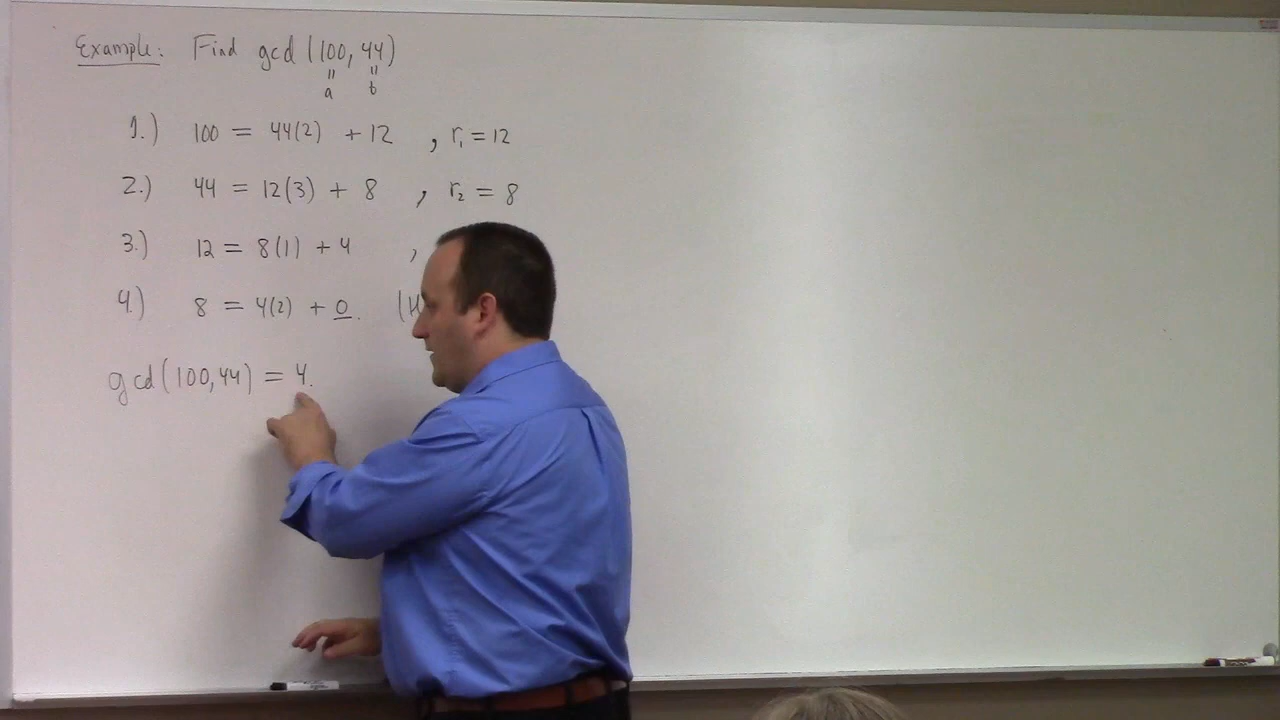 Example: Find gcd (100, 44)
" "
a b
1.) 100 = 44(2) + 12 , r₁ = 12
2.) 44 = 12(3) + 8 , r₂ = 8
3.) 12 = 8(1) + 4 ,
4.) 8 = 4(2) + 0. (
gcd(100,44) = 4.